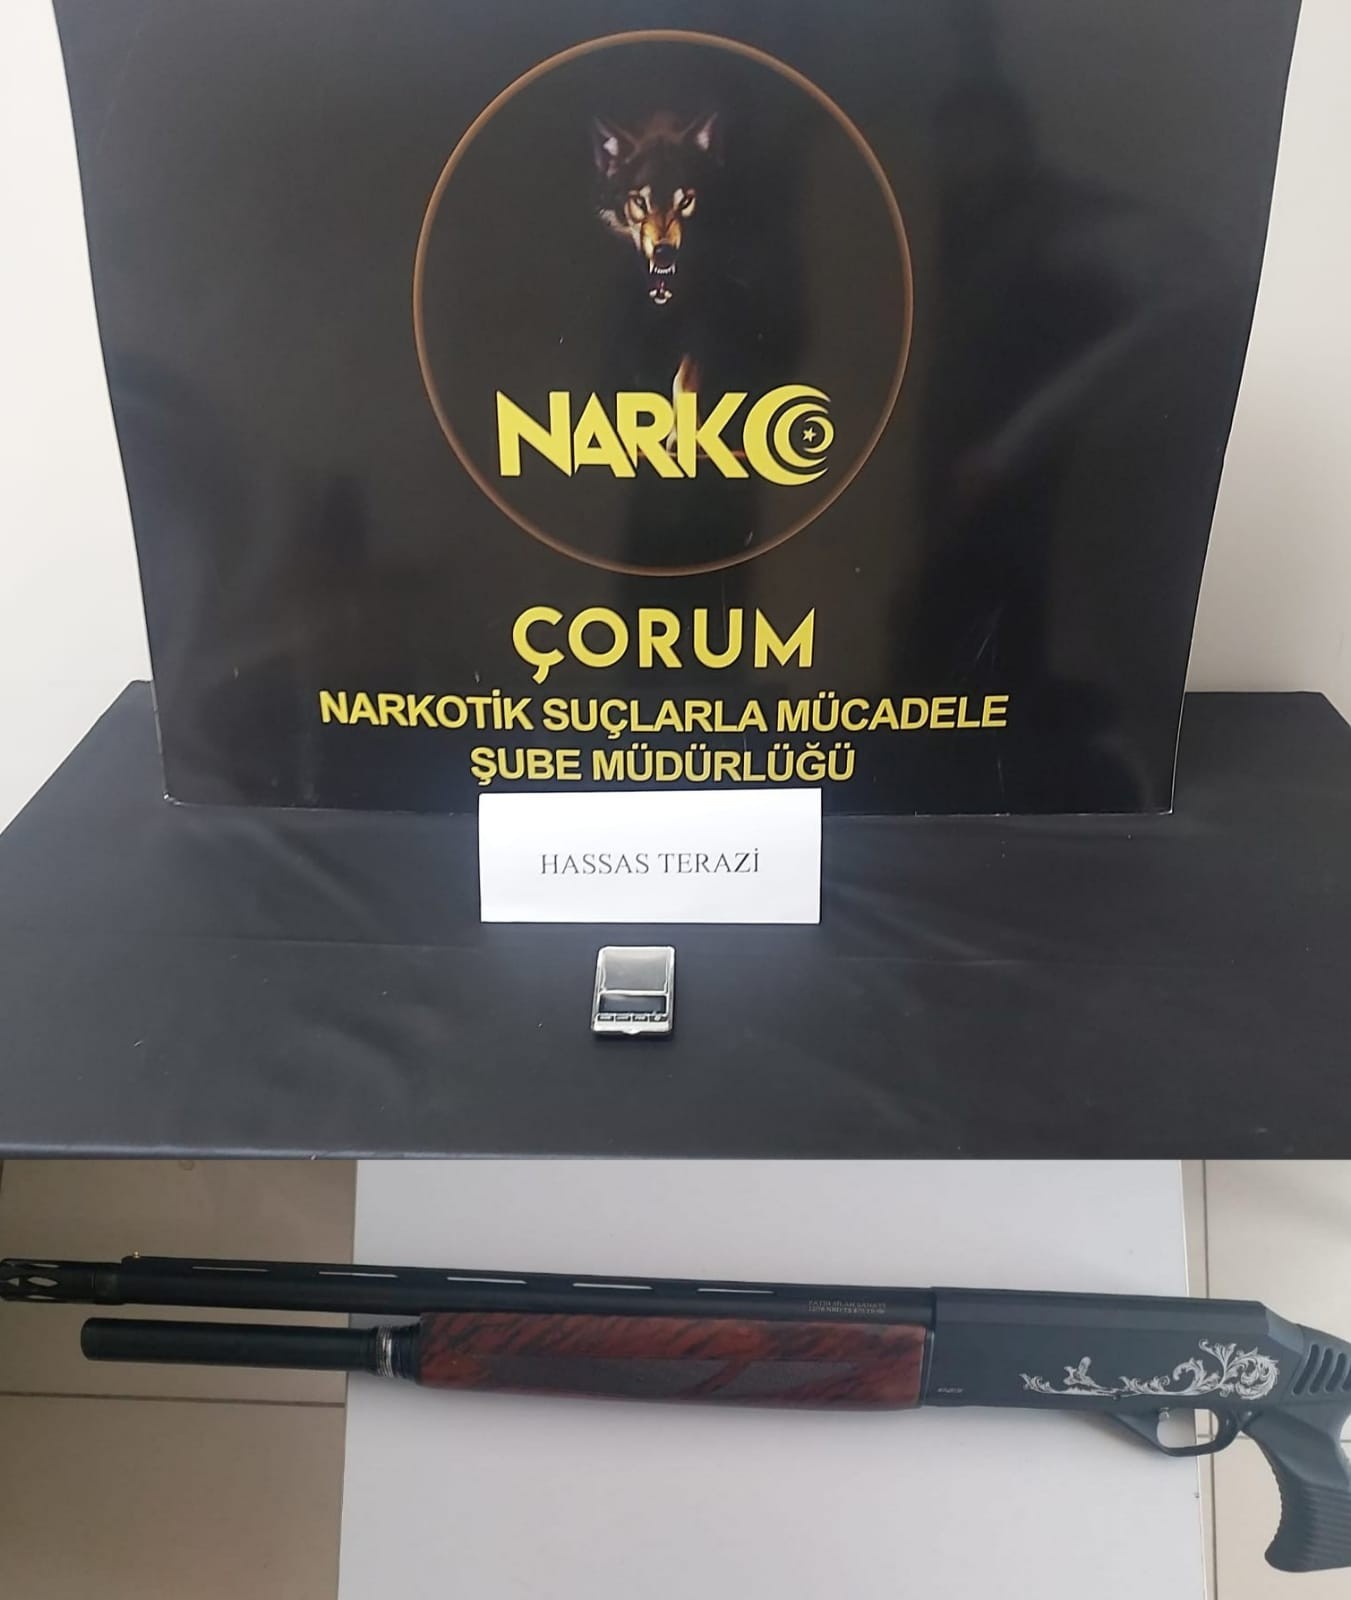 NARKO
ÇORUM
NARKOTİK SUÇLARLA MÜCADELE
ŞUBE MÜDÜRLÜĞÜ
HASSAS TERAZİ